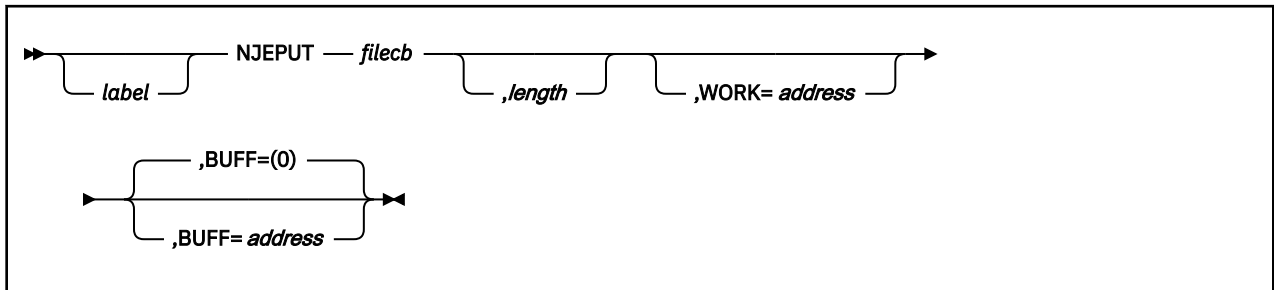 NJEPUT filecb
label ,length ,WORK= address
,BUFF=(0)
,BUFF= address